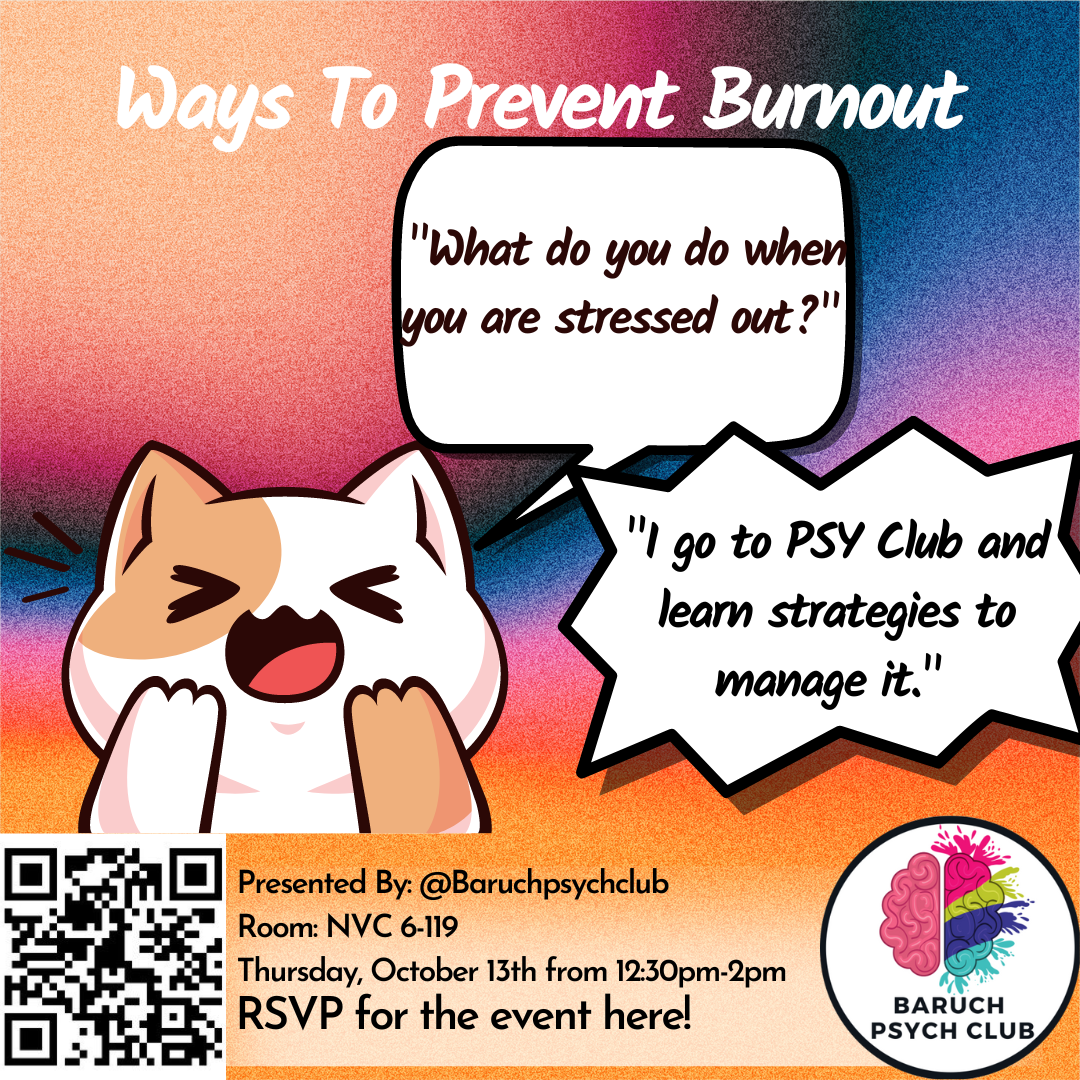 Ways To Prevent Burnout
"What do you do when
you are stressed out?"
"I go to PSY Club and
learn strategies to
manage it."
Presented By: @Baruchpsychclub
Room: NVC 6-119
Thursday, October 13th from 12:30pm-2pm
RSVP for the event here!
BARUCH
PSYCH CLUB